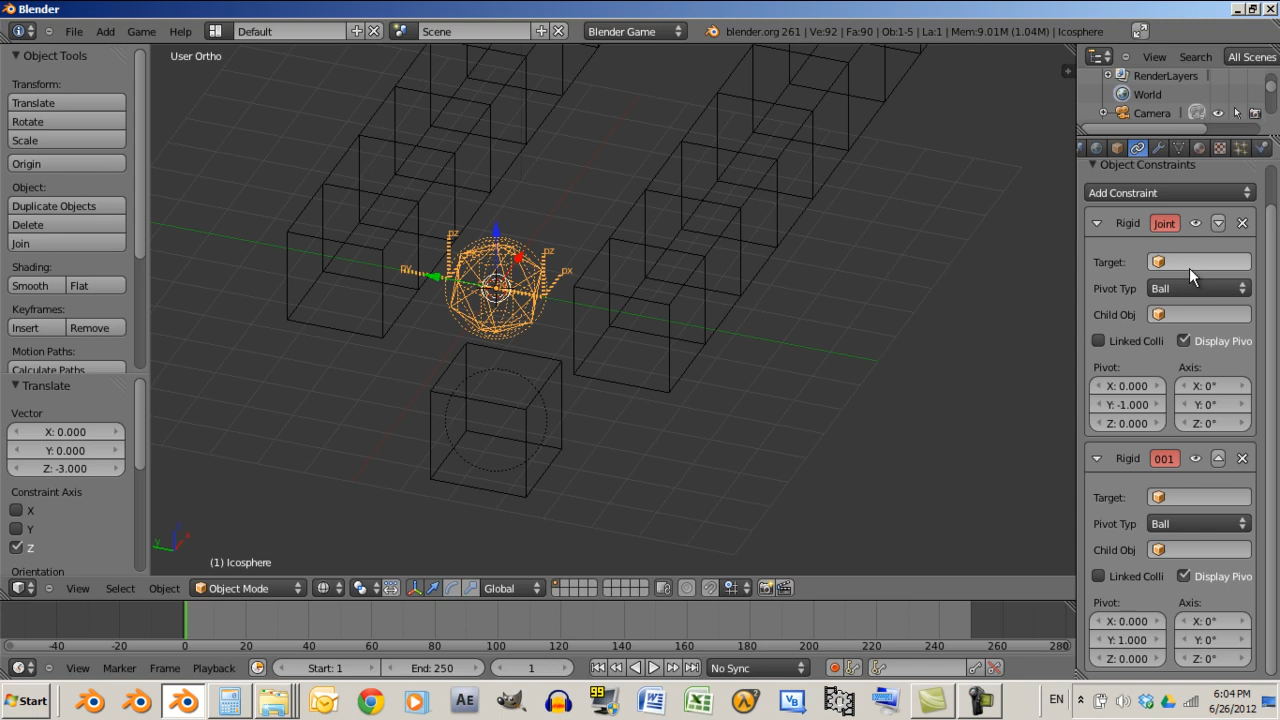 Blender
File Add Game Help Default Scene Blender Game blender.org 261 | Ve:92 | Fa:90 | Ob:1-5 | La:1 | Mem:9.01M (1.04M) | Icosphere
Object Tools
Transform:
Translate
Rotate
Scale
Origin
Object:
Duplicate Objects
Delete
Join
Shading:
Smooth Flat
Keyframes:
Insert Remove
Motion Paths:
Calculate Paths
Translate
Vector
X: 0.000
Y: 0.000
Z: -3.000
Constraint Axis
X
Y
Z
Orientation
User Ortho
pz
py
pz
px
y x
(1) Icosphere
View Select Object Object Mode Global
-40 -20 0 20 40 60 80 100 120 140 160 180 200 220 240 260 280
View Marker Frame Playback Start: 1 End: 250 1 No Sync
View Search All Scenes
RenderLayers
World
Camera
Object Constraints
Add Constraint
Rigid Joint
Target:
Pivot Typ Ball
Child Obj
Linked Colli Display Pivo
Pivot: Axis:
X: 0.000 X: 0°
Y: -1.000 Y: 0°
Z: 0.000 Z: 0°
Rigid 001
Target:
Pivot Typ Ball
Child Obj
Linked Colli Display Pivo
Pivot: Axis:
X: 0.000 X: 0°
Y: 1.000 Y: 0°
Z: 0.000 Z: 0°
Start AE 99 EN 6:04 PM
6/26/2012